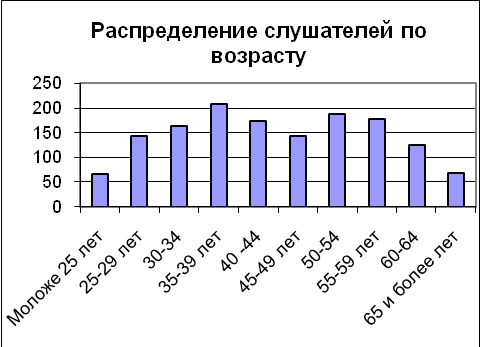 Распределение слушателей по
возрасту
250
200
150
100
50
0
Моложе 25 лет
25-29 лет
30-34
35-39 лет
40 -44
45-49 лет
50-54
55-59 лет
60-64
65 и более лет